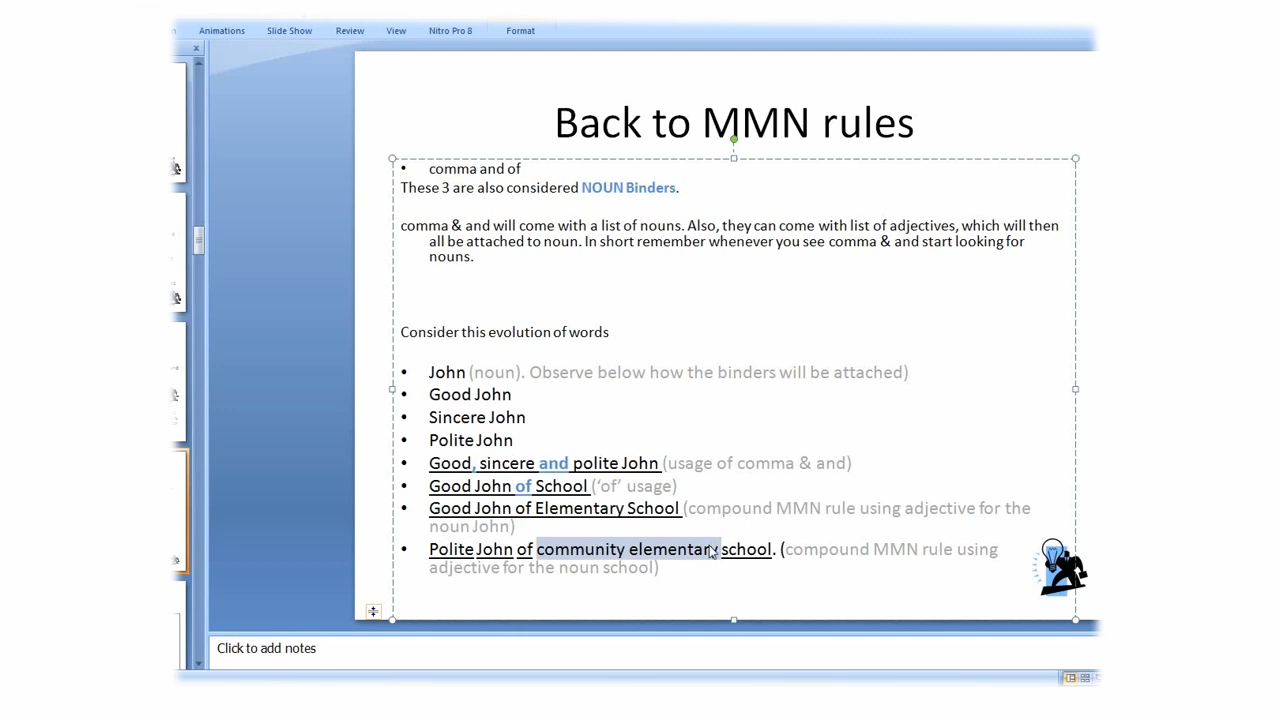 Animations Slide Show Review View Nitro Pro 8 Format
Back to MMN rules
• comma and of
These 3 are also considered NOUN Binders.
comma & and will come with a list of nouns. Also, they can come with list of adjectives, which will then
all be attached to noun. In short remember whenever you see comma & and start looking for
nouns.
Consider this evolution of words
• John (noun). Observe below how the binders will be attached)
• Good John
• Sincere John
• Polite John
• Good, sincere and polite John (usage of comma & and)
• Good John of School (‘of’ usage)
• Good John of Elementary School (compound MMN rule using adjective for the
noun John)
• Polite John of community elementary school. (compound MMN rule using
adjective for the noun school)
Click to add notes